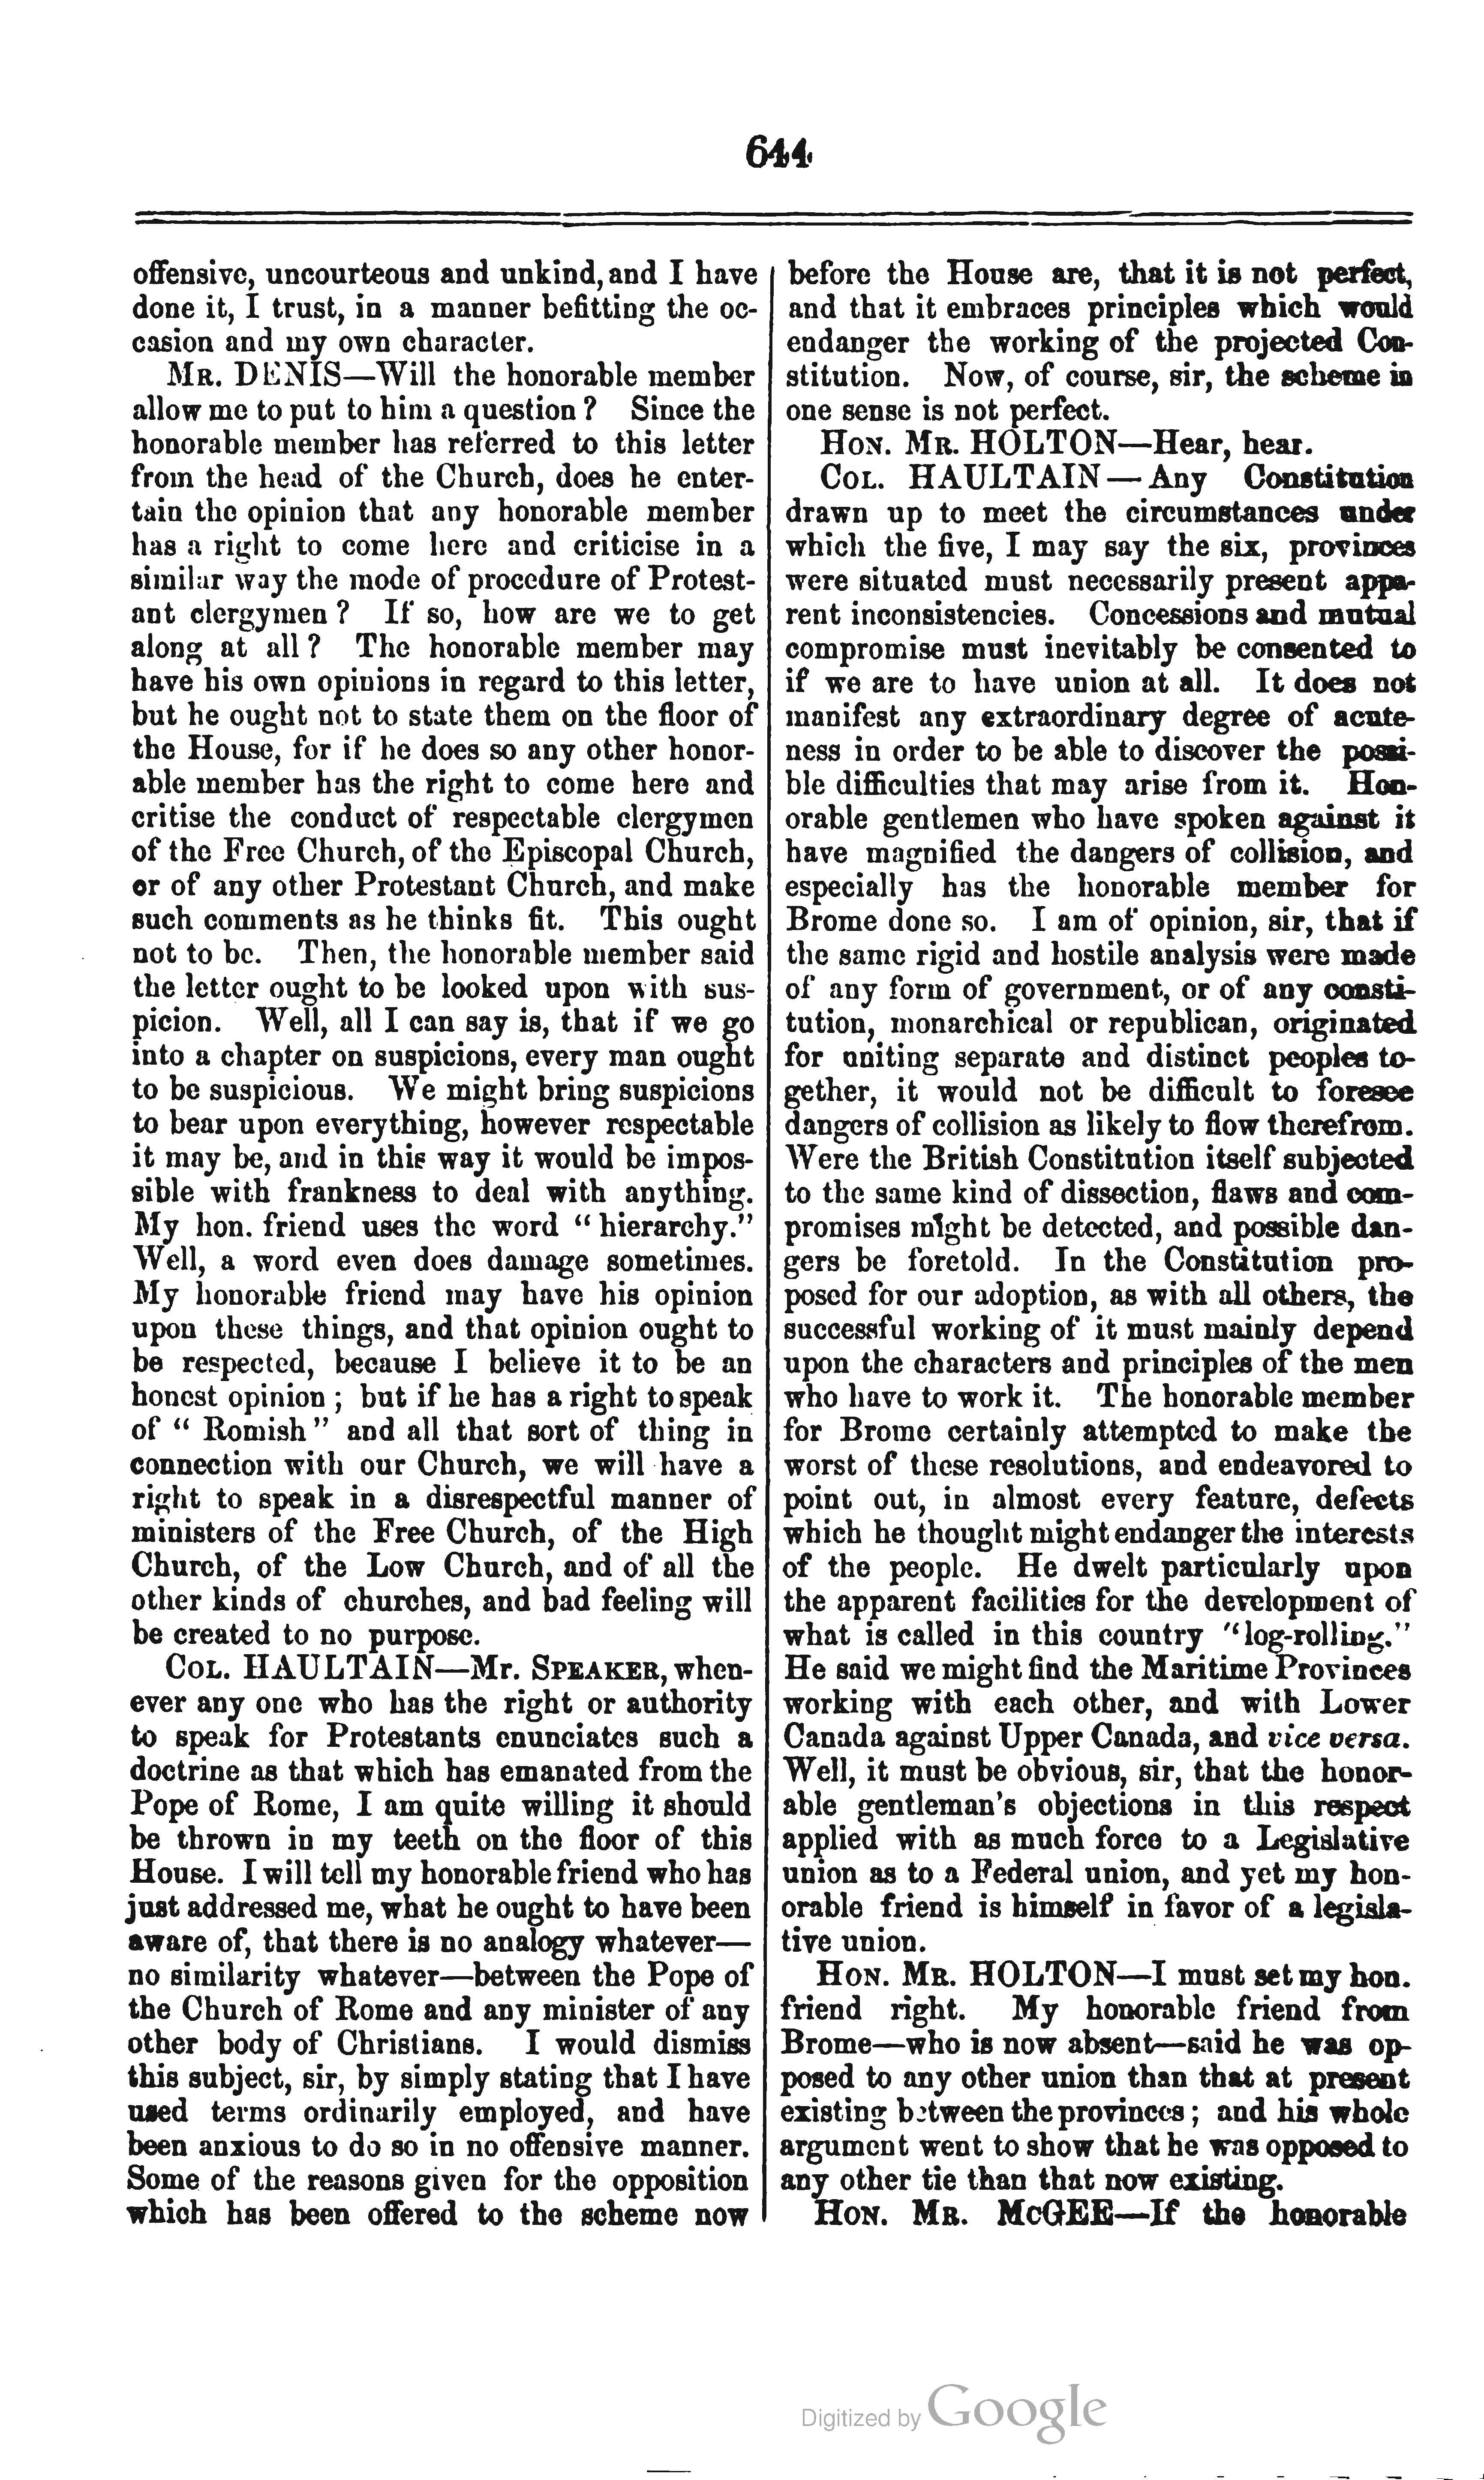 644
offensive, uncourteous and unkind, and I have
done it, I trust, in a manner befitting the oc-
casion and my own character.
MR. DENIS—Will the honorable member
allow me to put to him a question? Since the
honorable member has referred to this letter
from the head of the Church, does he enter-
tain the opinion that any honorable member
has a right to come here and criticise in a
similar way the mode of procedure of Protest-
ant clergymen? If so, how are we to get
along at all? The honorable member may
have his own opinions in regard to this letter,
but he ought not to state them on the floor of
the House, for if he does so any other honor-
able member has the right to come here and
critise the conduct of respectable clergymen
of the Free Church, of the Episcopal Church,
or of any other Protestant Church, and make
such comments as he thinks fit. This ought
not to be. Then, the honorable member said
the letter ought to be looked upon with sus-
picion. Well, all I can say is, that if we go
into a chapter on suspicions, every man ought
to be suspicious. We might bring suspicions
to bear upon everything, however respectable
it may be, and in this way it would be impos-
sible with frankness to deal with anything.
My hon. friend uses the word "hierarchy."
Well, a word even does damage sometimes.
My honorable friend may have his opinion
upon these things, and that opinion ought to
be respected, because I believe it to be an
honest opinion; but if he has a right to speak
of "Romish" and all that sort of thing in
connection with our Church, we will have a
right to speak in a disrespectful manner of
ministers of the Free Church, of the High
Church, of the Low Church, and of all the
other kinds of churches, and bad feeling will
be created to no purpose.
COL. HAULTAIN—Mr. SPEAKER, when-
ever any one who has the right or authority
to speak for Protestants enunciates such a
doctrine as that which has emanated from the
Pope of Rome, I am quite willing it should
be thrown in my teeth on the floor of this
House. I will tell my honorable friend who has
just addressed me, what he ought to have been
aware of, that there is no analogy whatever—
no similarity whatever—between the Pope of
the Church of Rome and any minister of any
other body of Christians. I would dismiss
this subject, sir, by simply stating that I have
used terms ordinarily employed, and have
been anxious to do so in no offensive manner.
Some of the reasons given for the opposition
which has been offered to the scheme now
before the House are, that it is not perfect,
and that it embraces principles which would
endanger the working of the projected Con-
stitution. Now, of course, sir, the scheme in
one sense is not perfect.
HON. MR. HOLTON—Hear, hear.
COL. HAULTAIN—Any Constitution
drawn up to meet the circumstances under
which the five, I may say the six, provinces
were situated must necessarily present appa-
rent inconsistencies. Concessions and mutual
compromise must inevitably be consented to
if we are to have union at all. It does not
manifest any extraordinary degree of acute-
ness in order to be able to discover the possi-
ble difficulties that may arise from it. Hon-
orable gentlemen who have spoken against it
have magnified the dangers of collision, and
especially has the honorable member for
Brome done so. I am of opinion, sir, that if
the same rigid and hostile analysis were made
of any form of government, or of any consti-
tution, monarchical or republican, originated
for uniting separate and distinct peoples to-
gether, it would not be difficult to foresee
dangers of collision as likely to flow therefrom.
Were the British Constitution itself subjected
to the same kind of dissection, flaws and com-
promises might be detected, and possible dan-
gers be foretold. In the Constitution pro-
posed for our adoption, as with all others, the
successful working of it must mainly depend
upon the characters and principles of the men
who have to work it. The honorable member
for Brome certainly attempted to make the
worst of these resolutions, and endeavored to
point out, in almost every feature, defects
which he thought might endanger the interests
of the people. He dwelt particularly upon
the apparent facilities for the development of
what is called in this country "log-rolling."
He said we might find the Maritime Provinces
working with each other, and with Lower
Canada against Upper Canada, and vice versa.
Well, it must be obvious, sir, that the honor-
able gentleman's objections in this respect
applied with as much force to a Legislative
union as to a Federal union, and yet my hon-
orable friend is himself in favor of a legisla-
tive union.
HON. MR. HOLTON—I must set my hon.
friend right. My honorable friend from
Brome—who is now absent—said he was op-
posed to any other union than that at present
existing between the provinces; and his whole
argument went to show that he was opposed to
any other tie than that now existing.
HON. MR. McGEE—If the honorable
Digitized by Google